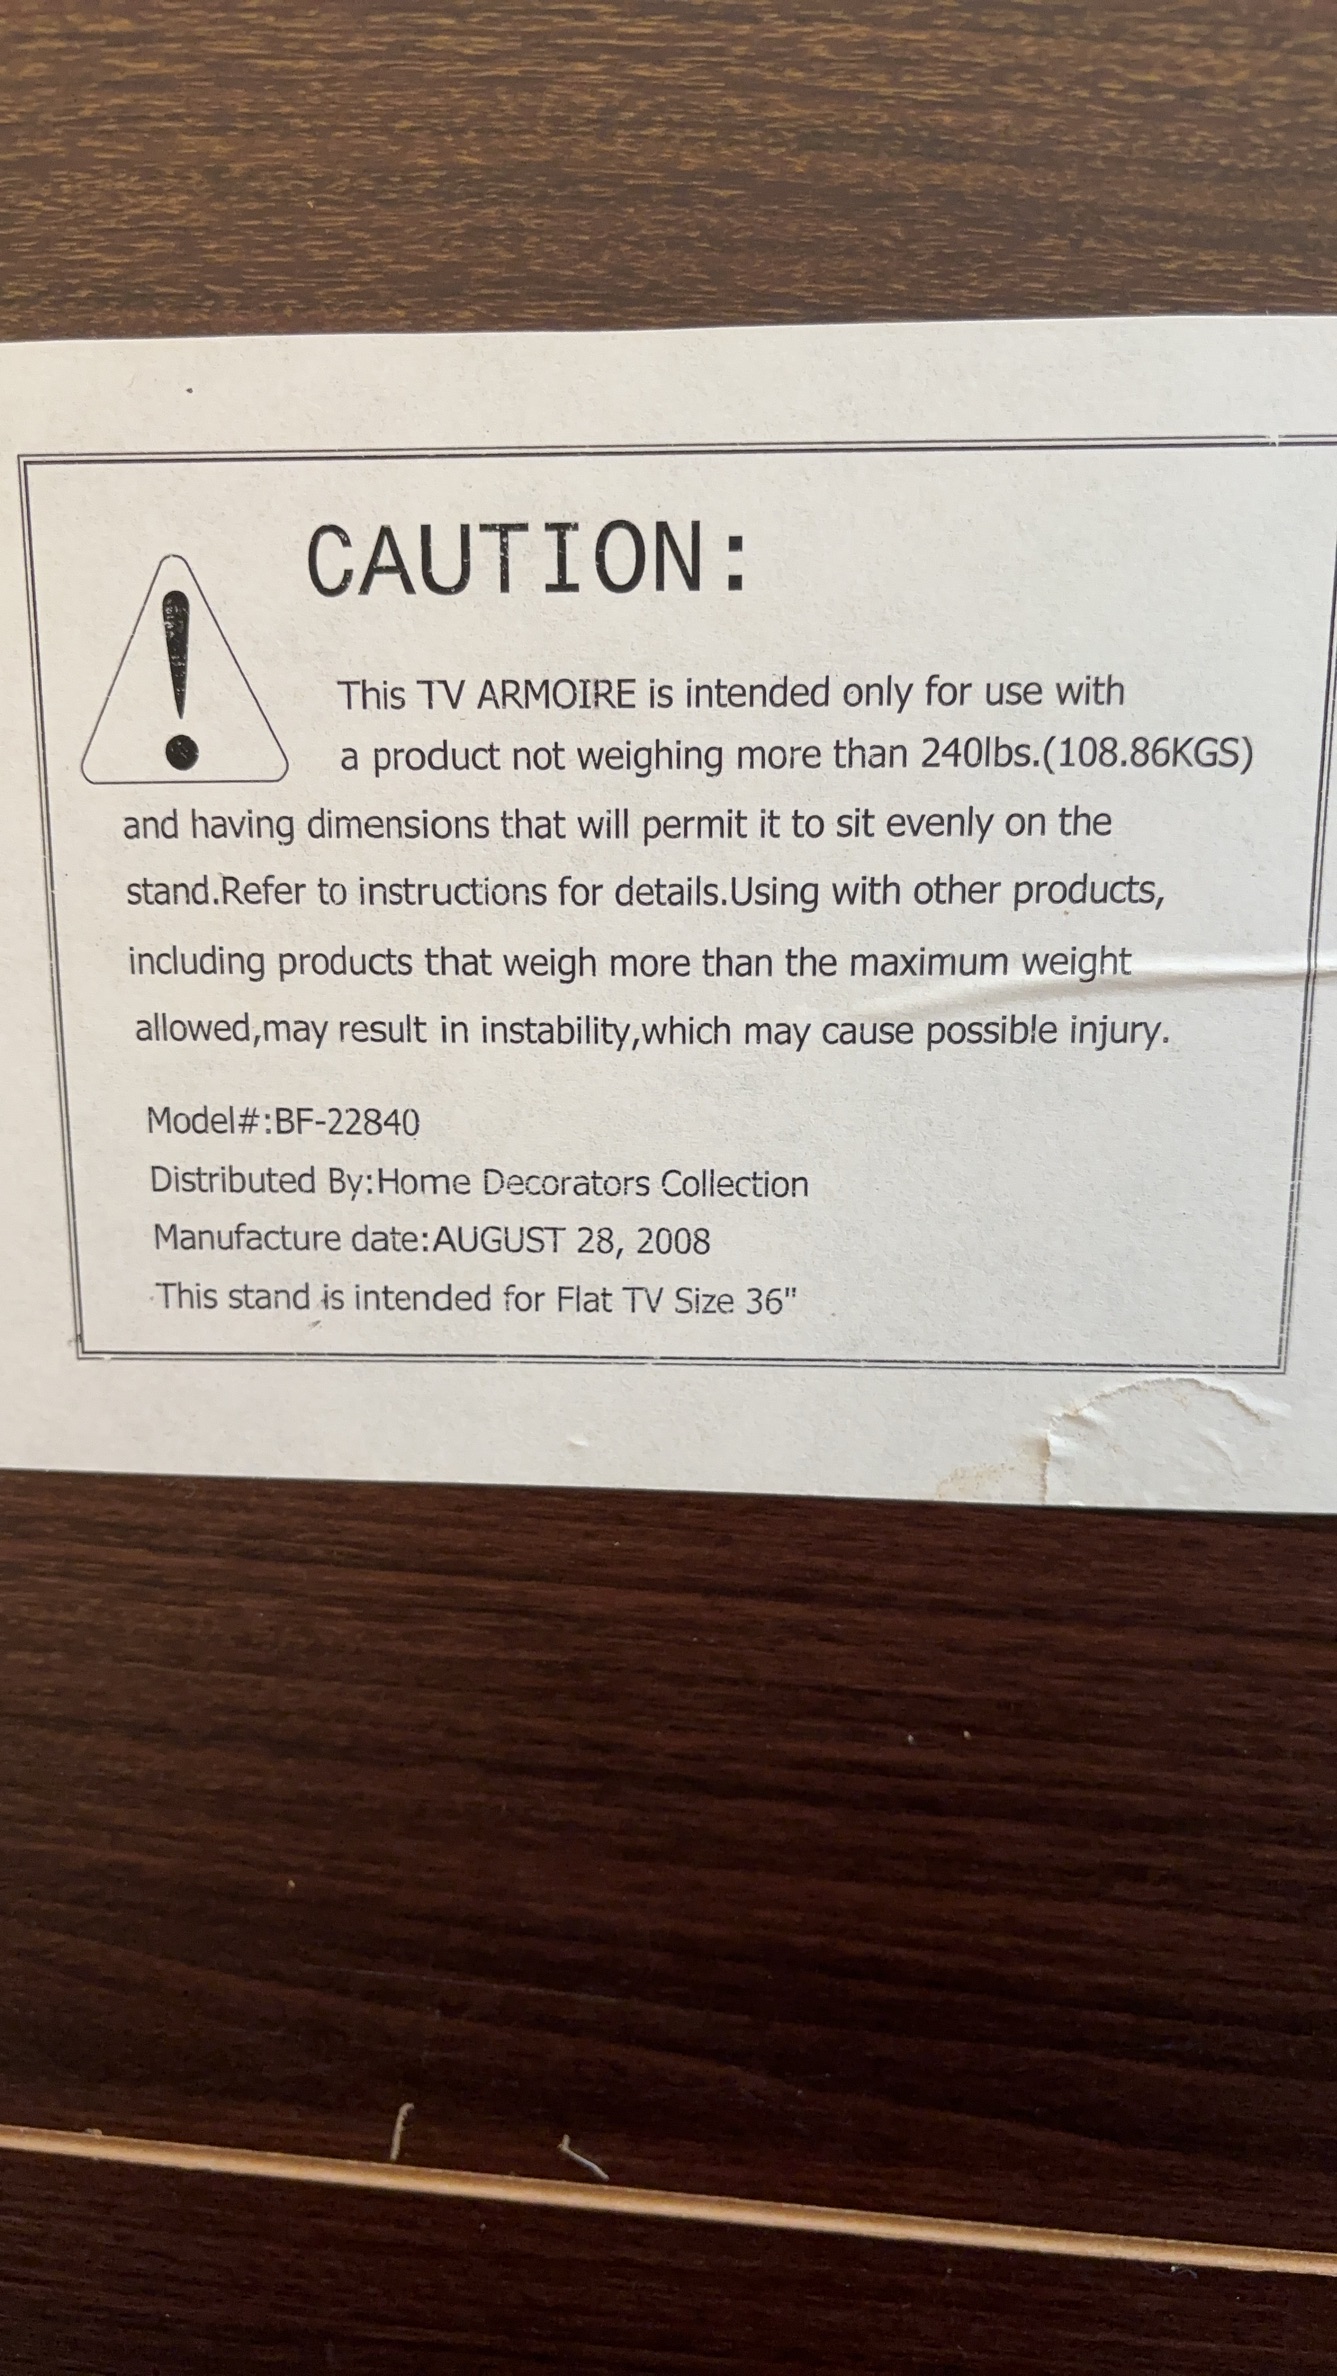 CAUTION:
This TV ARMOIRE is intended only for use with
a product not weighing more than 240lbs.(108.86KGS)
and having dimensions that will permit it to sit evenly on the
stand.Refer to instructions for details.Using with other products,
including products that weigh more than the maximum weight
allowed,may result in instability,which may cause possible injury.
Model#:BF-22840
Distributed By:Home Decorators Collection
Manufacture date:AUGUST 28, 2008
This stand is intended for Flat TV Size 36"